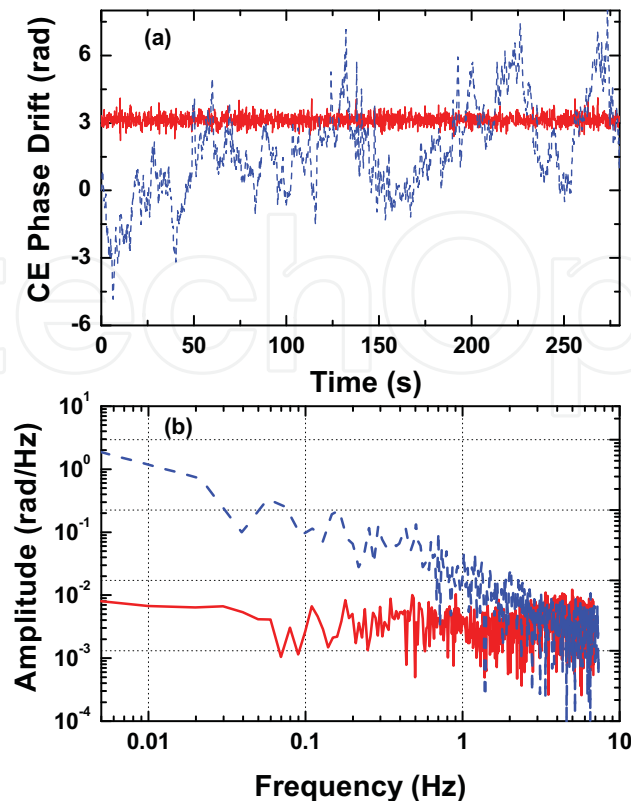 (a)
CE Phase Drift (rad)
6
3
0
-3
-6
0 50 100 150 200 250
Time (s)
(b)
Amplitude (rad/Hz)
10^1
10^0
10^-1
10^-2
10^-3
10^-4
0.01 0.1 1 10
Frequency (Hz)